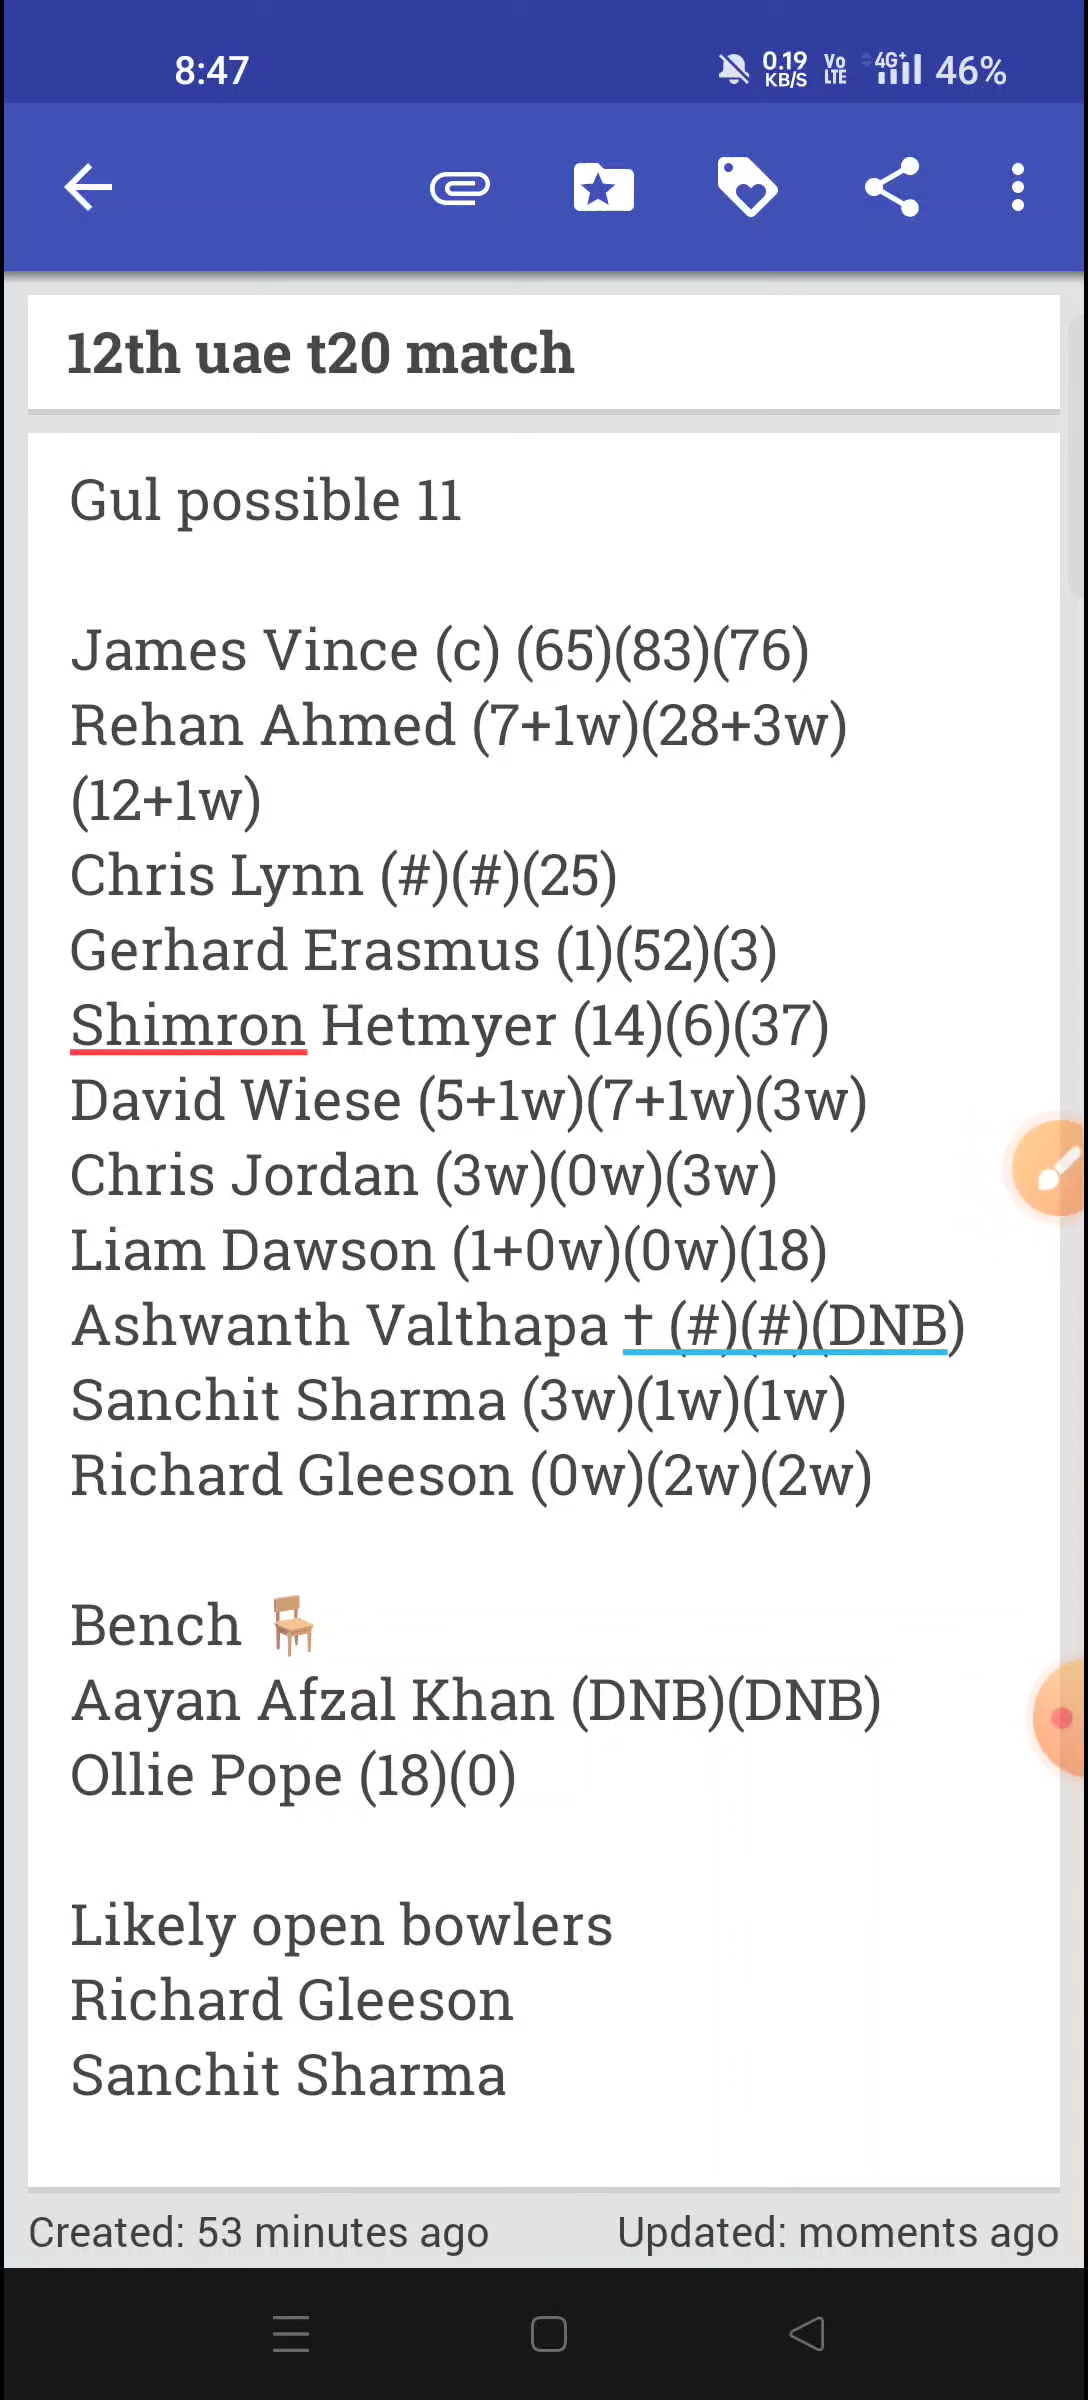 8:47 0.19 KB/S Vo LTE 4G+ 46%
12th uae t20 match
Gul possible 11
James Vince (c) (65)(83)(76)
Rehan Ahmed (7+1w)(28+3w)
(12+1w)
Chris Lynn (#)(#)(25)
Gerhard Erasmus (1)(52)(3)
Shimron Hetmyer (14)(6)(37)
David Wiese (5+1w)(7+1w)(3w)
Chris Jordan (3w)(0w)(3w)
Liam Dawson (1+0w)(0w)(18)
Ashwanth Valthapa † (#)(#)(DNB)
Sanchit Sharma (3w)(1w)(1w)
Richard Gleeson (0w)(2w)(2w)
Bench 🪑
Aayan Afzal Khan (DNB)(DNB)
Ollie Pope (18)(0)
Likely open bowlers
Richard Gleeson
Sanchit Sharma
Created: 53 minutes ago Updated: moments ago